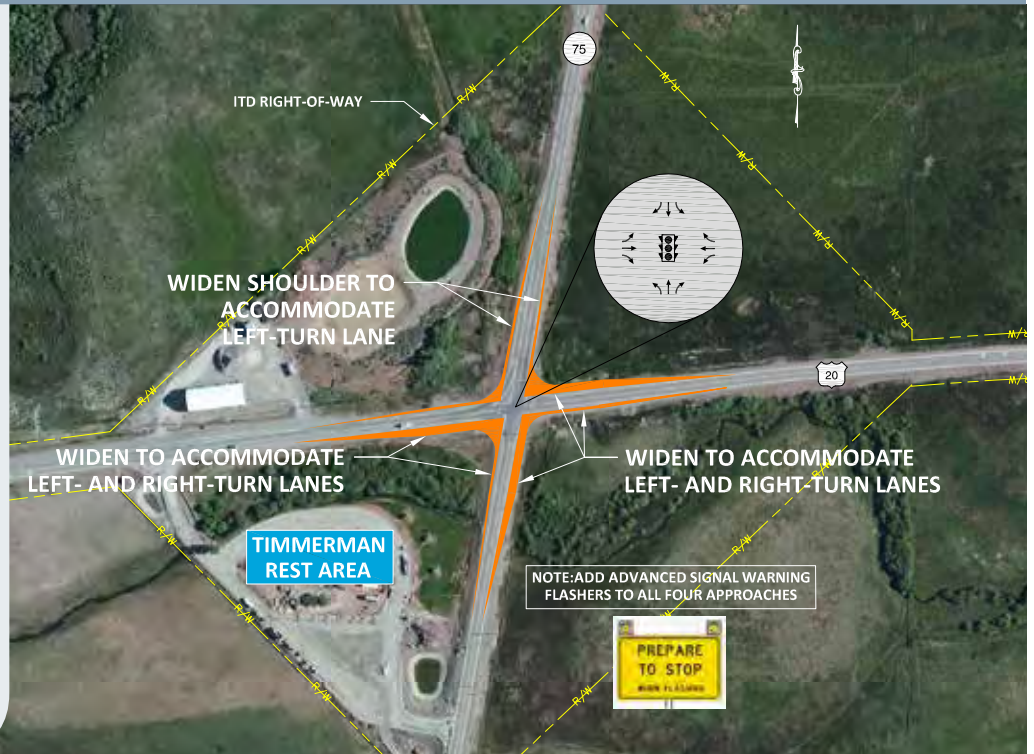 75
ITD RIGHT-OF-WAY
R/W
R/W
R/W
R/W
R/W
R/W
R/W
R/W
R/W
R/W
R/W
WIDEN SHOULDER TO
ACCOMMODATE
LEFT-TURN LANE
20
WIDEN TO ACCOMMODATE
LEFT- AND RIGHT-TURN LANES
WIDEN TO ACCOMMODATE
LEFT- AND RIGHT-TURN LANES
R/W
R/W
R/W
R/W
R/W
R/W
TIMMERMAN
REST AREA
NOTE:ADD ADVANCED SIGNAL WARNING
FLASHERS TO ALL FOUR APPROACHES
PREPARE
TO STOP
WHEN FLASHING